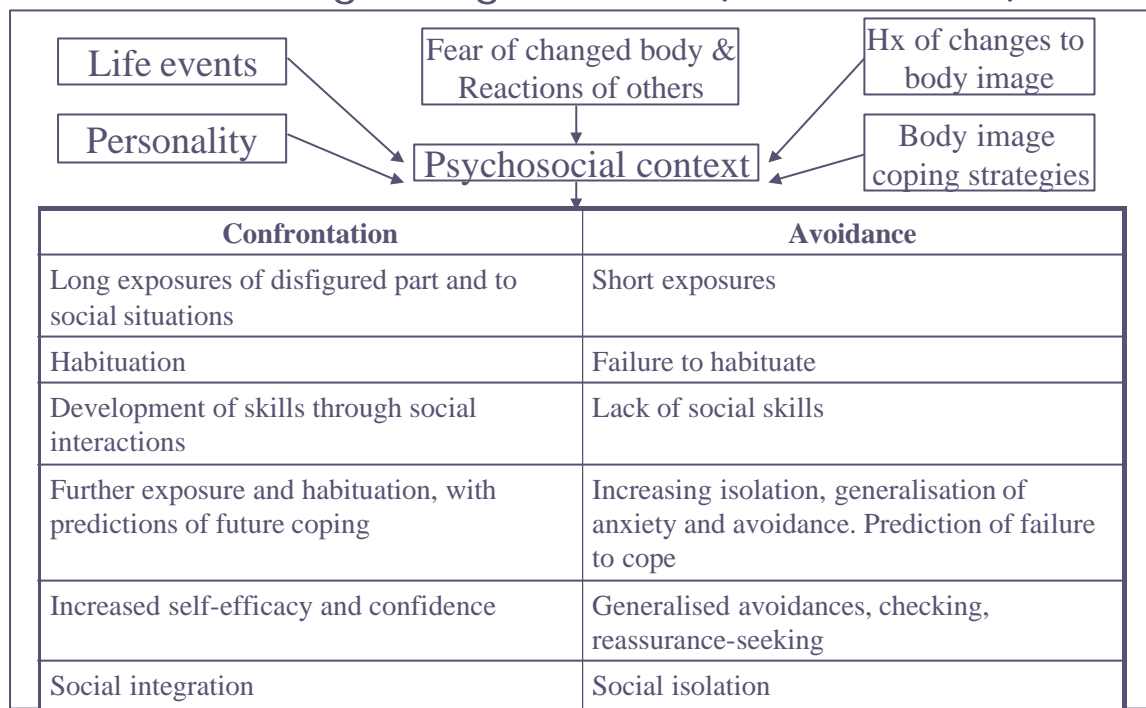 Life events
Fear of changed body &
Reactions of others
Hx of changes to
body image
Personality
Psychosocial context
Body image
coping strategies
Confrontation
Avoidance
Long exposures of disfigured part and to
social situations
Short exposures
Habituation
Failure to habituate
Development of skills through social
interactions
Lack of social skills
Further exposure and habituation, with
predictions of future coping
Increasing isolation, generalisation of
anxiety and avoidance. Prediction of failure
to cope
Increased self-efficacy and confidence
Generalised avoidances, checking,
reassurance-seeking
Social integration
Social isolation